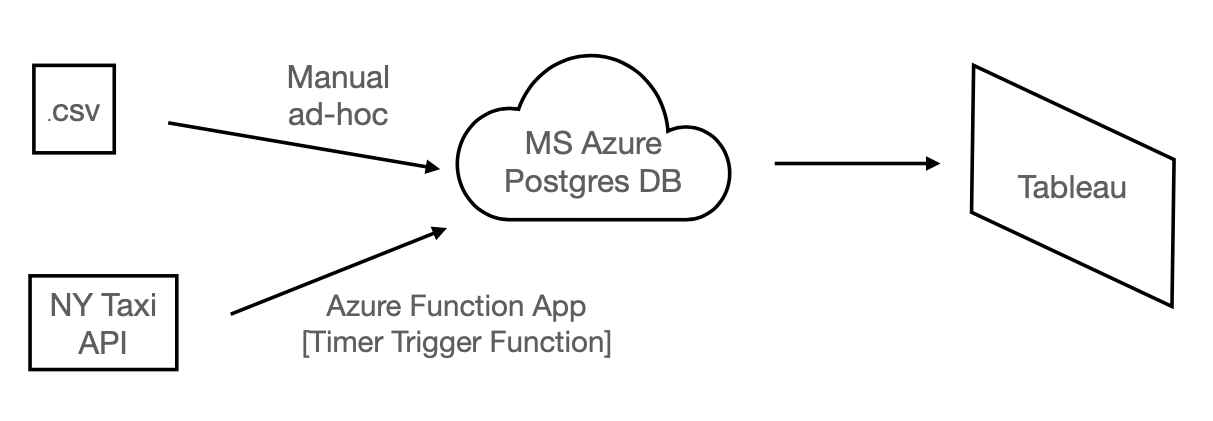 .csv
Manual
ad-hoc
MS Azure
Postgres DB
Tableau
NY Taxi
API
Azure Function App
[Timer Trigger Function]